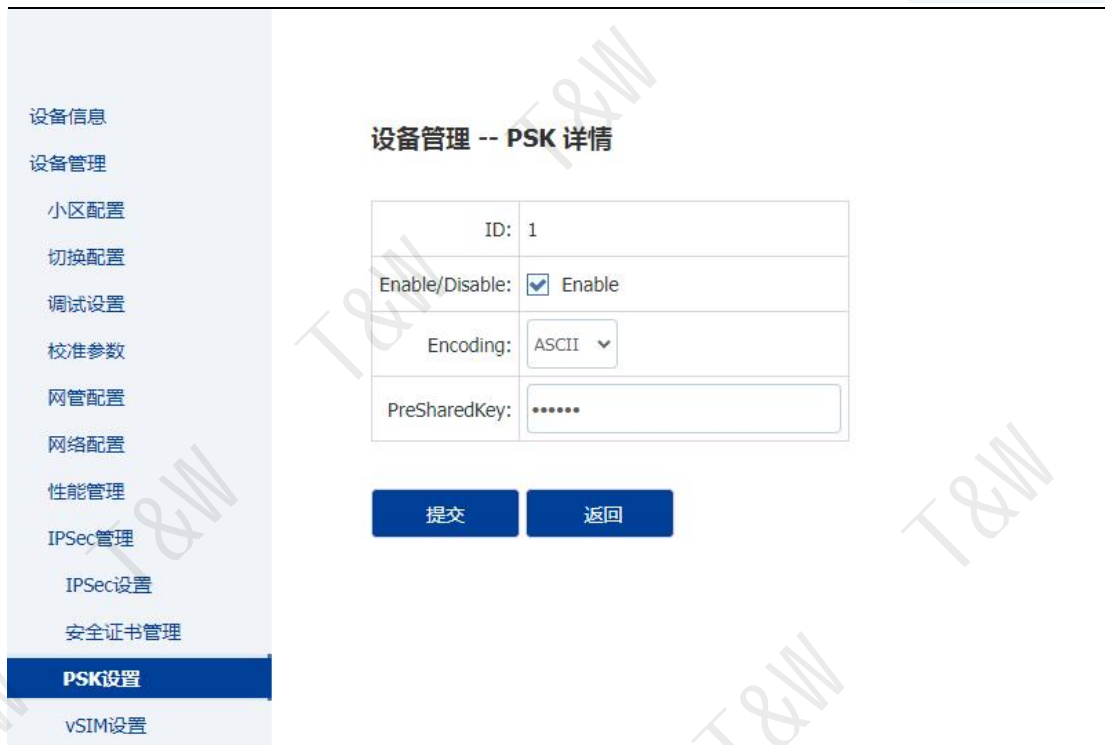 设备信息
设备管理
小区配置
切换配置
调试设置
校准参数
网管配置
网络配置
性能管理
IPSec管理
IPSec设置
安全证书管理
PSK设置
vSIM设置
设备管理 -- PSK 详情
ID: 1
Enable/Disable: Enable
Encoding: ASCII
PreSharedKey: ••••••
提交 返回
T&W
T&W
T&W
T&W
T&W